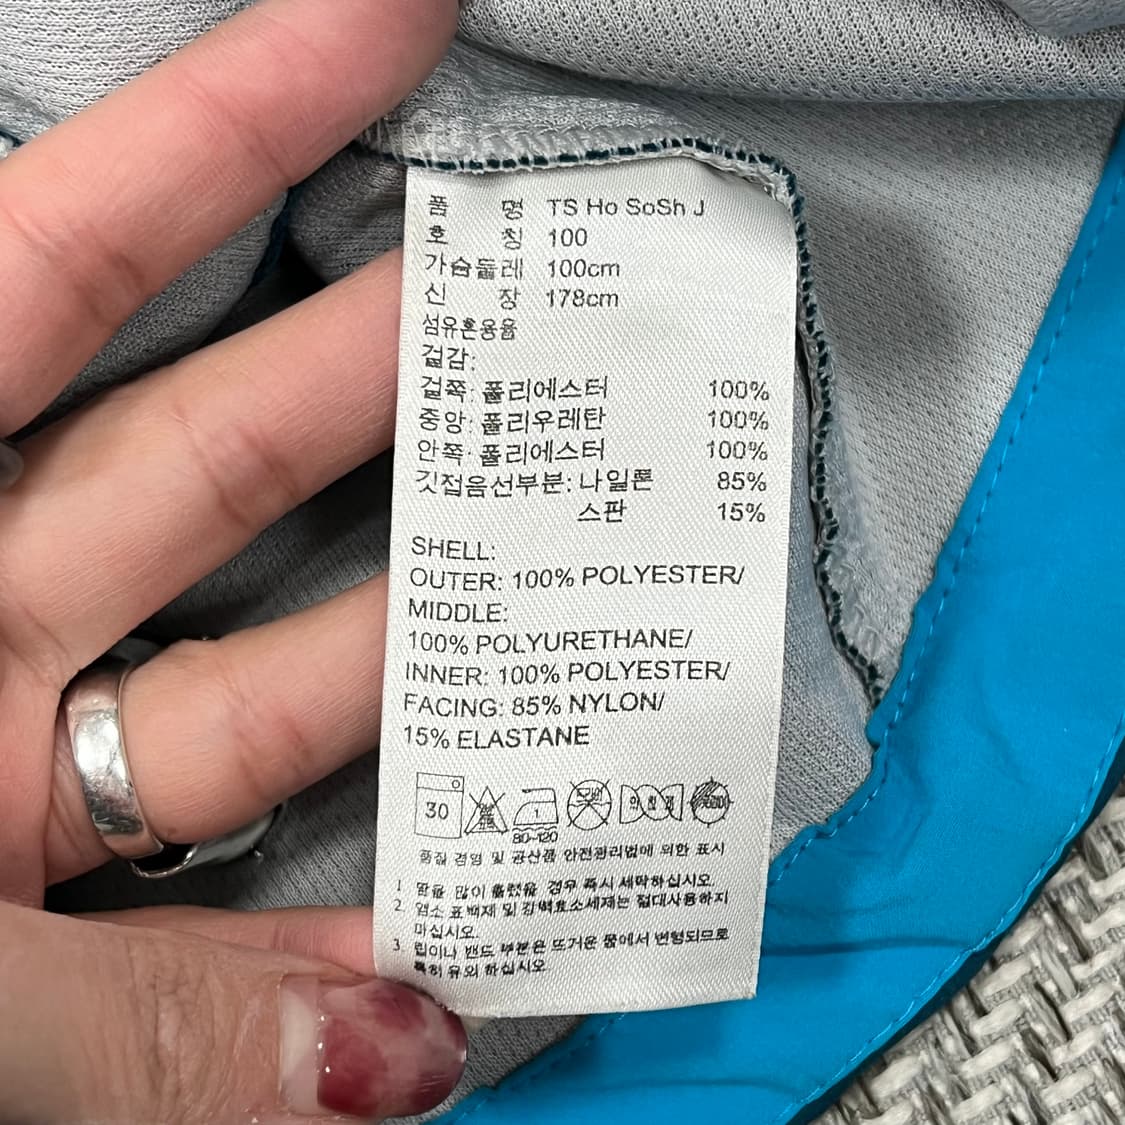 품 명 TS Ho SoSh J
호 칭 100
가슴둘레 100cm
신 장 178cm
섬유혼용율
겉감:
겉쪽: 폴리에스터 100%
중앙: 폴리우레탄 100%
안쪽: 폴리에스터 100%
깃접음선부분: 나일론 85%
스판 15%
SHELL:
OUTER: 100% POLYESTER/
MIDDLE:
100% POLYURETHANE/
INNER: 100% POLYESTER/
FACING: 85% NYLON/
15% ELASTANE
30 1
80-120
품질 경영 및 공산품 안전관리법에 의한 표시
1 땀을 많이 흘렸을 경우 즉시 세탁하십시오.
2. 염소 표백제 및 강력효소세제는 절대사용하지
마십시오.
3. 립이나 밴드 부분은 뜨거운 물에서 변형되므로
특히 유의 하십시오.